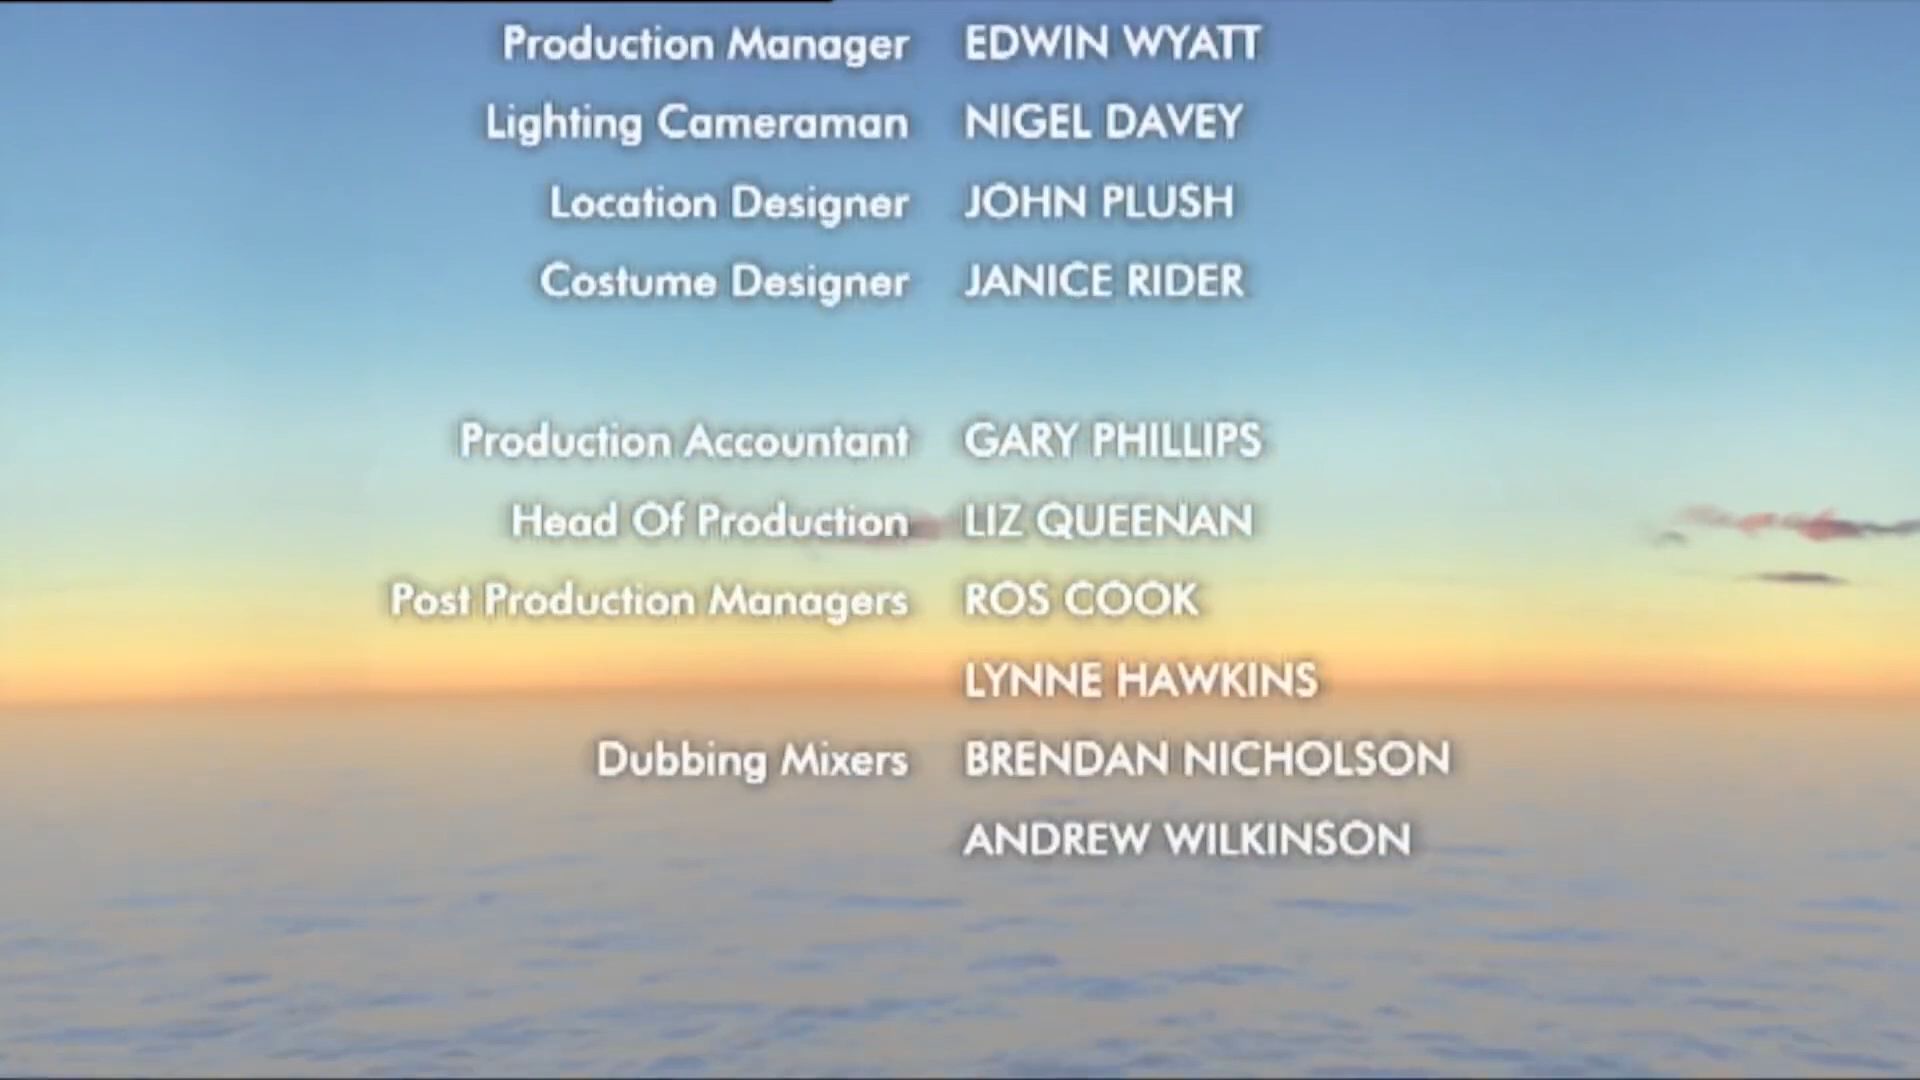 Production Manager EDWIN WYATT
Lighting Cameraman NIGEL DAVEY
Location Designer JOHN PLUSH
Costume Designer JANICE RIDER
Production Accountant GARY PHILLIPS
Head Of Production LIZ QUEENAN
Post Production Managers ROS COOK
LYNNE HAWKINS
Dubbing Mixers BRENDAN NICHOLSON
ANDREW WILKINSON